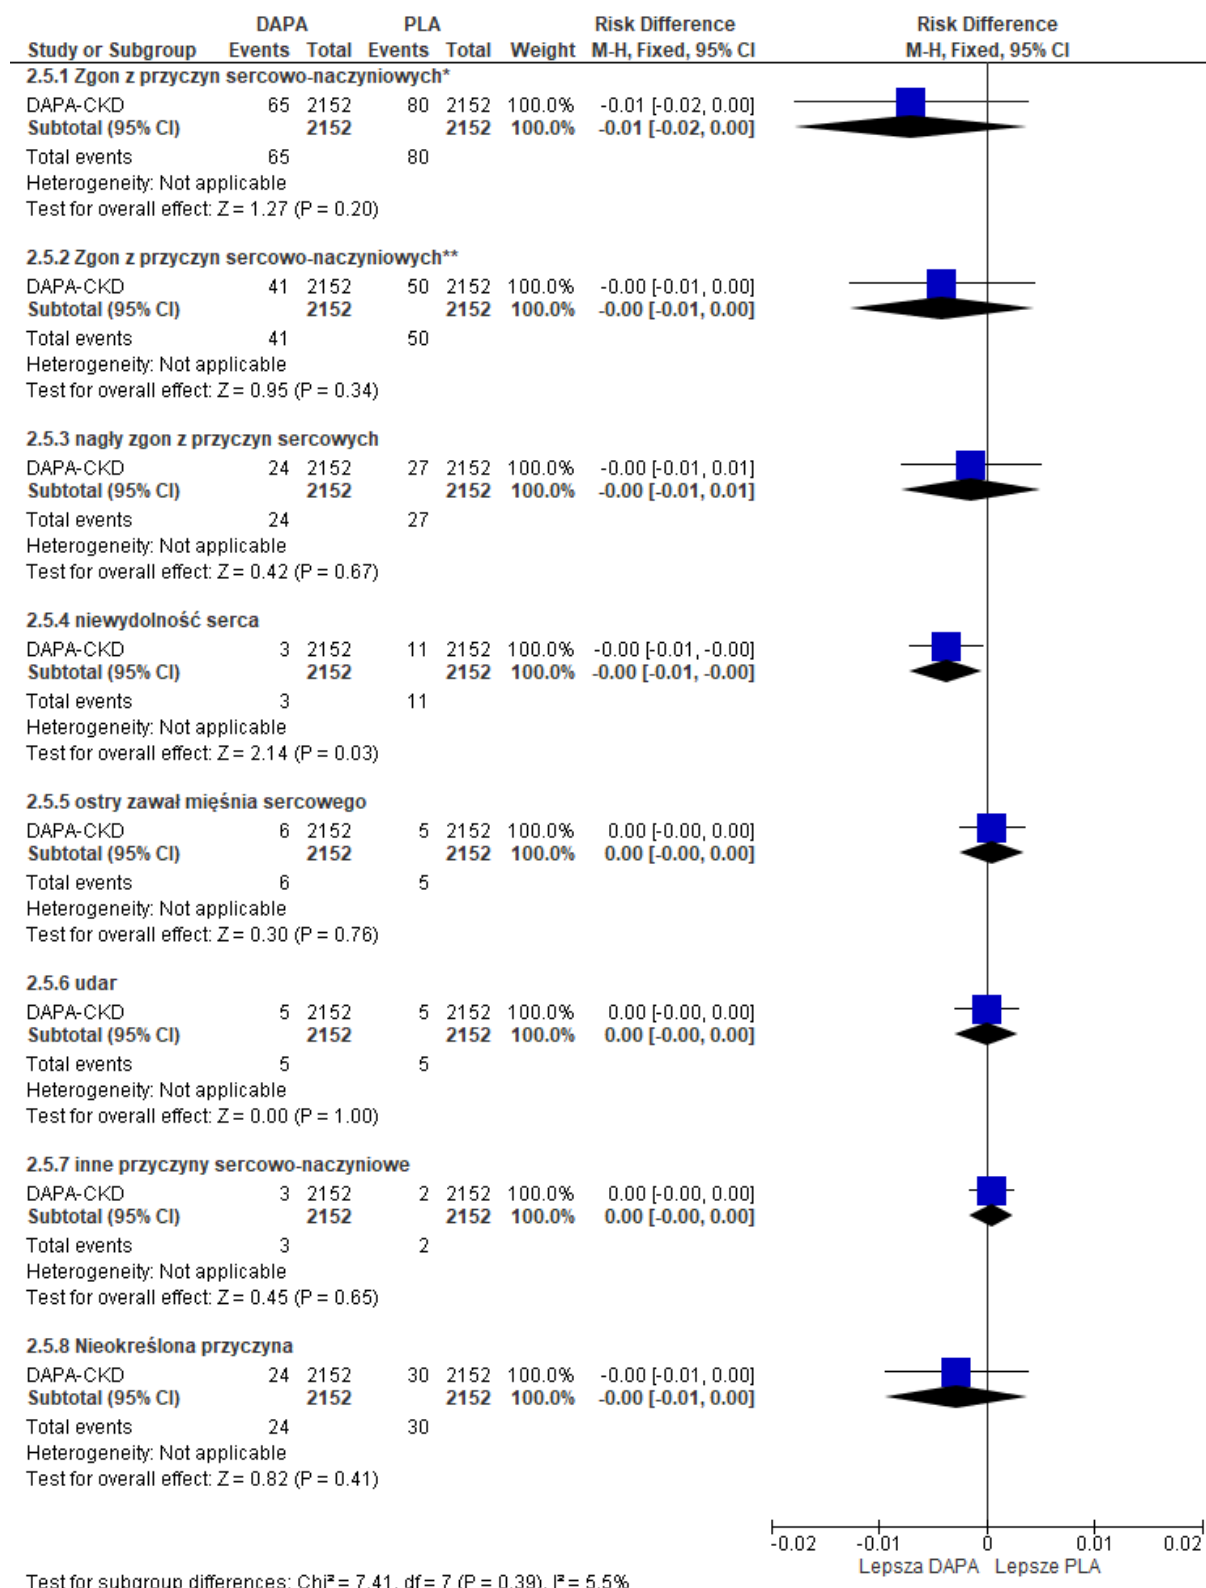 DAPA PLA Risk Difference Risk Difference
Study or Subgroup Events Total Events Total Weight M-H, Fixed, 95% CI M-H, Fixed, 95% CI
2.5.1 Zgon z przyczyn sercowo-naczyniowych*
DAPA-CKD 65 2152 80 2152 100.0% -0.01 [-0.02, 0.00]
Subtotal (95% CI) 2152 2152 100.0% -0.01 [-0.02, 0.00]
Total events 65 80
Heterogeneity: Not applicable
Test for overall effect: Z = 1.27 (P = 0.20)
2.5.2 Zgon z przyczyn sercowo-naczyniowych**
DAPA-CKD 41 2152 50 2152 100.0% -0.00 [-0.01, 0.00]
Subtotal (95% CI) 2152 2152 100.0% -0.00 [-0.01, 0.00]
Total events 41 50
Heterogeneity: Not applicable
Test for overall effect: Z = 0.95 (P = 0.34)
2.5.3 nagły zgon z przyczyn sercowych
DAPA-CKD 24 2152 27 2152 100.0% -0.00 [-0.01, 0.01]
Subtotal (95% CI) 2152 2152 100.0% -0.00 [-0.01, 0.01]
Total events 24 27
Heterogeneity: Not applicable
Test for overall effect: Z = 0.42 (P = 0.67)
2.5.4 niewydolność serca
DAPA-CKD 3 2152 11 2152 100.0% -0.00 [-0.01, -0.00]
Subtotal (95% CI) 2152 2152 100.0% -0.00 [-0.01, -0.00]
Total events 3 11
Heterogeneity: Not applicable
Test for overall effect: Z = 2.14 (P = 0.03)
2.5.5 ostry zawał mięśnia sercowego
DAPA-CKD 6 2152 5 2152 100.0% 0.00 [-0.00, 0.00]
Subtotal (95% CI) 2152 2152 100.0% 0.00 [-0.00, 0.00]
Total events 6 5
Heterogeneity: Not applicable
Test for overall effect: Z = 0.30 (P = 0.76)
2.5.6 udar
DAPA-CKD 5 2152 5 2152 100.0% 0.00 [-0.00, 0.00]
Subtotal (95% CI) 2152 2152 100.0% 0.00 [-0.00, 0.00]
Total events 5 5
Heterogeneity: Not applicable
Test for overall effect: Z = 0.00 (P = 1.00)
2.5.7 inne przyczyny sercowo-naczyniowe
DAPA-CKD 3 2152 2 2152 100.0% 0.00 [-0.00, 0.00]
Subtotal (95% CI) 2152 2152 100.0% 0.00 [-0.00, 0.00]
Total events 3 2
Heterogeneity: Not applicable
Test for overall effect: Z = 0.45 (P = 0.65)
2.5.8 Nieokreślona przyczyna
DAPA-CKD 24 2152 30 2152 100.0% -0.00 [-0.01, 0.00]
Subtotal (95% CI) 2152 2152 100.0% -0.00 [-0.01, 0.00]
Total events 24 30
Heterogeneity: Not applicable
Test for overall effect: Z = 0.82 (P = 0.41)
-0.02 -0.01 0 0.01 0.02
Lepsza DAPA Lepsze PLA
Test for subgroup differences: Chi² = 7.41, df = 7 (P = 0.39), I² = 5.5%